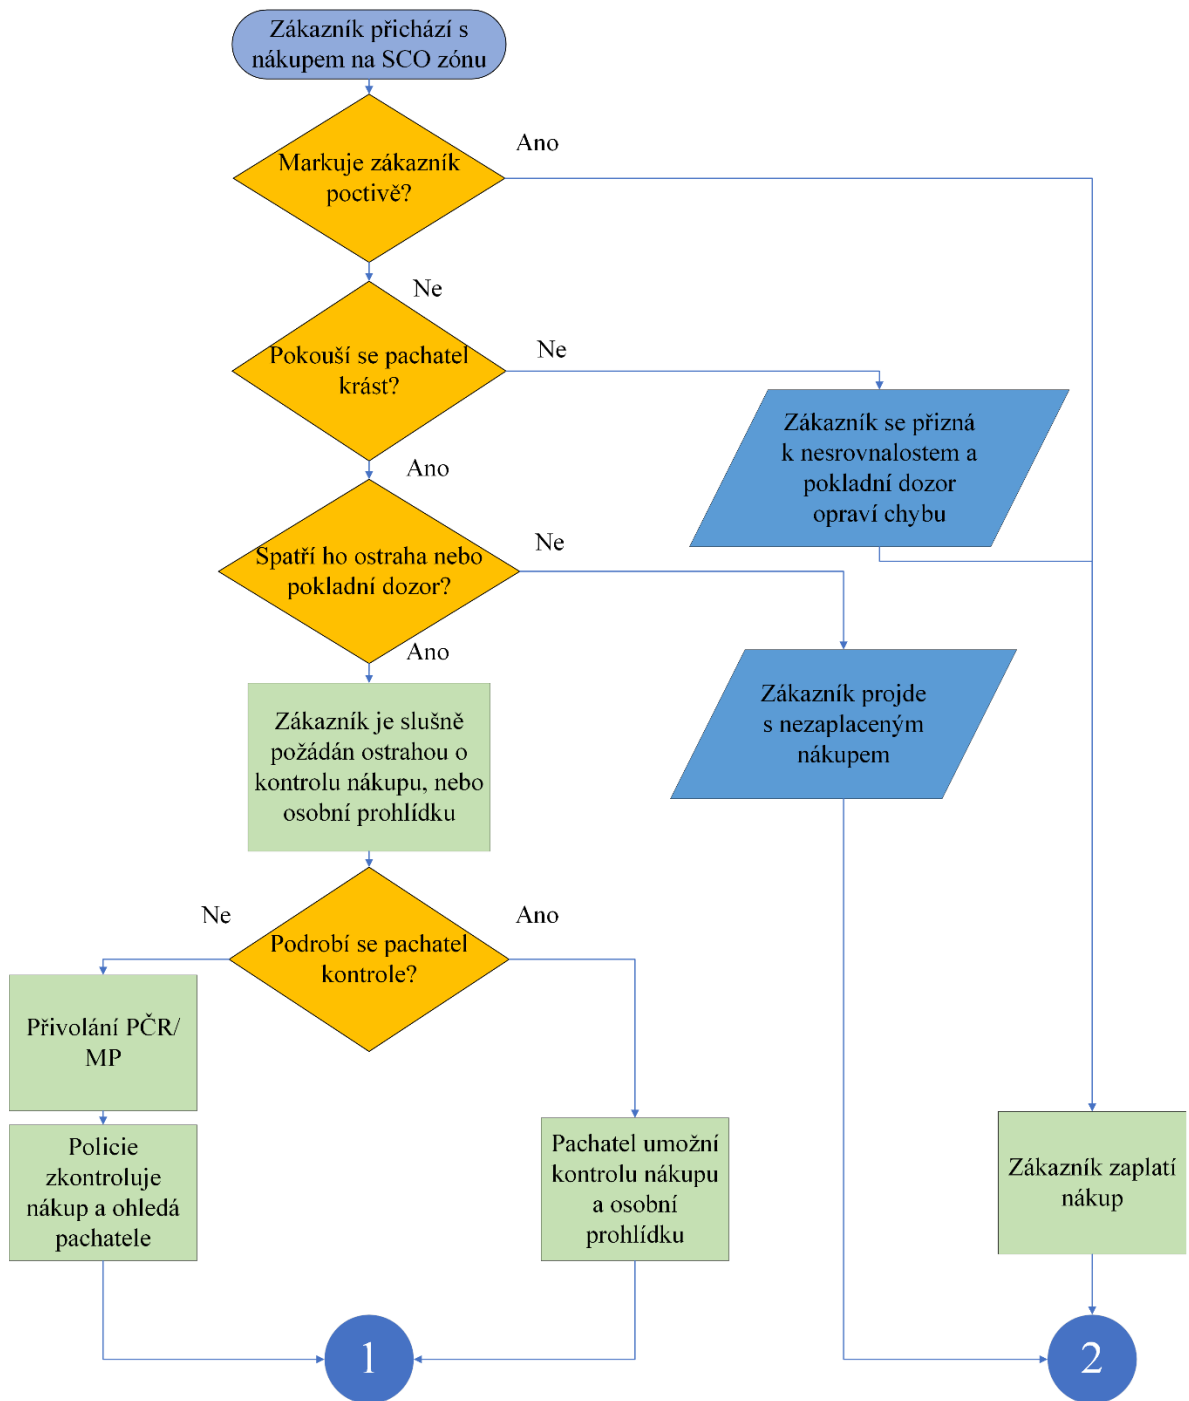 Zákazník přichází s
nákupem na SCO zónu
Ano
Markuje zákazník
poctivě?
Ne
Pokouší se pachatel
krást?
Ne
Zákazník se přizná
k nesrovnalostem a
pokladní dozor
opraví chybu
Ano
Spatří ho ostraha nebo
pokladní dozor?
Ne
Ano
Zákazník projde
s nezaplaceným
nákupem
Zákazník je slušně
požádán ostrahou o
kontrolu nákupu, nebo
osobní prohlídku
Ne
Ano
Podrobí se pachatel
kontrole?
Přivolání PČR/
MP
Policie
zkontroluje
nákup a ohledá
pachatele
Pachatel umožní
kontrolu nákupu
a osobní
prohlídku
Zákazník zaplatí
nákup
1
2